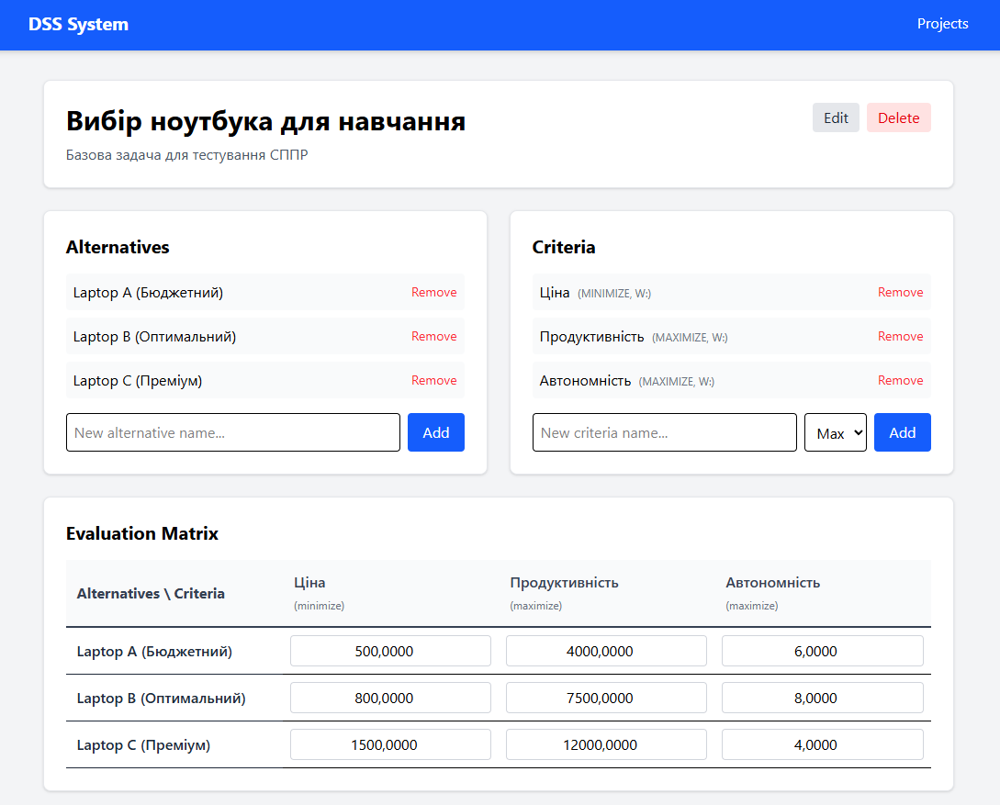 DSS System
Projects
Вибір ноутбука для навчання
Edit
Delete
Базова задача для тестування СППР
Alternatives
Laptop A (Бюджетний)
Remove
Laptop B (Оптимальний)
Remove
Laptop C (Преміум)
Remove
New alternative name...
Add
Criteria
Ціна (MINIMIZE, W:)
Remove
Продуктивність (MAXIMIZE, W:)
Remove
Автономність (MAXIMIZE, W:)
Remove
New criteria name...
Max
Add
Evaluation Matrix
Alternatives \ Criteria
Ціна
(minimize)
Продуктивність
(maximize)
Автономність
(maximize)
Laptop A (Бюджетний) 500,0000 4000,0000 6,0000
Laptop B (Оптимальний) 800,0000 7500,0000 8,0000
Laptop C (Преміум) 1500,0000 12000,0000 4,0000